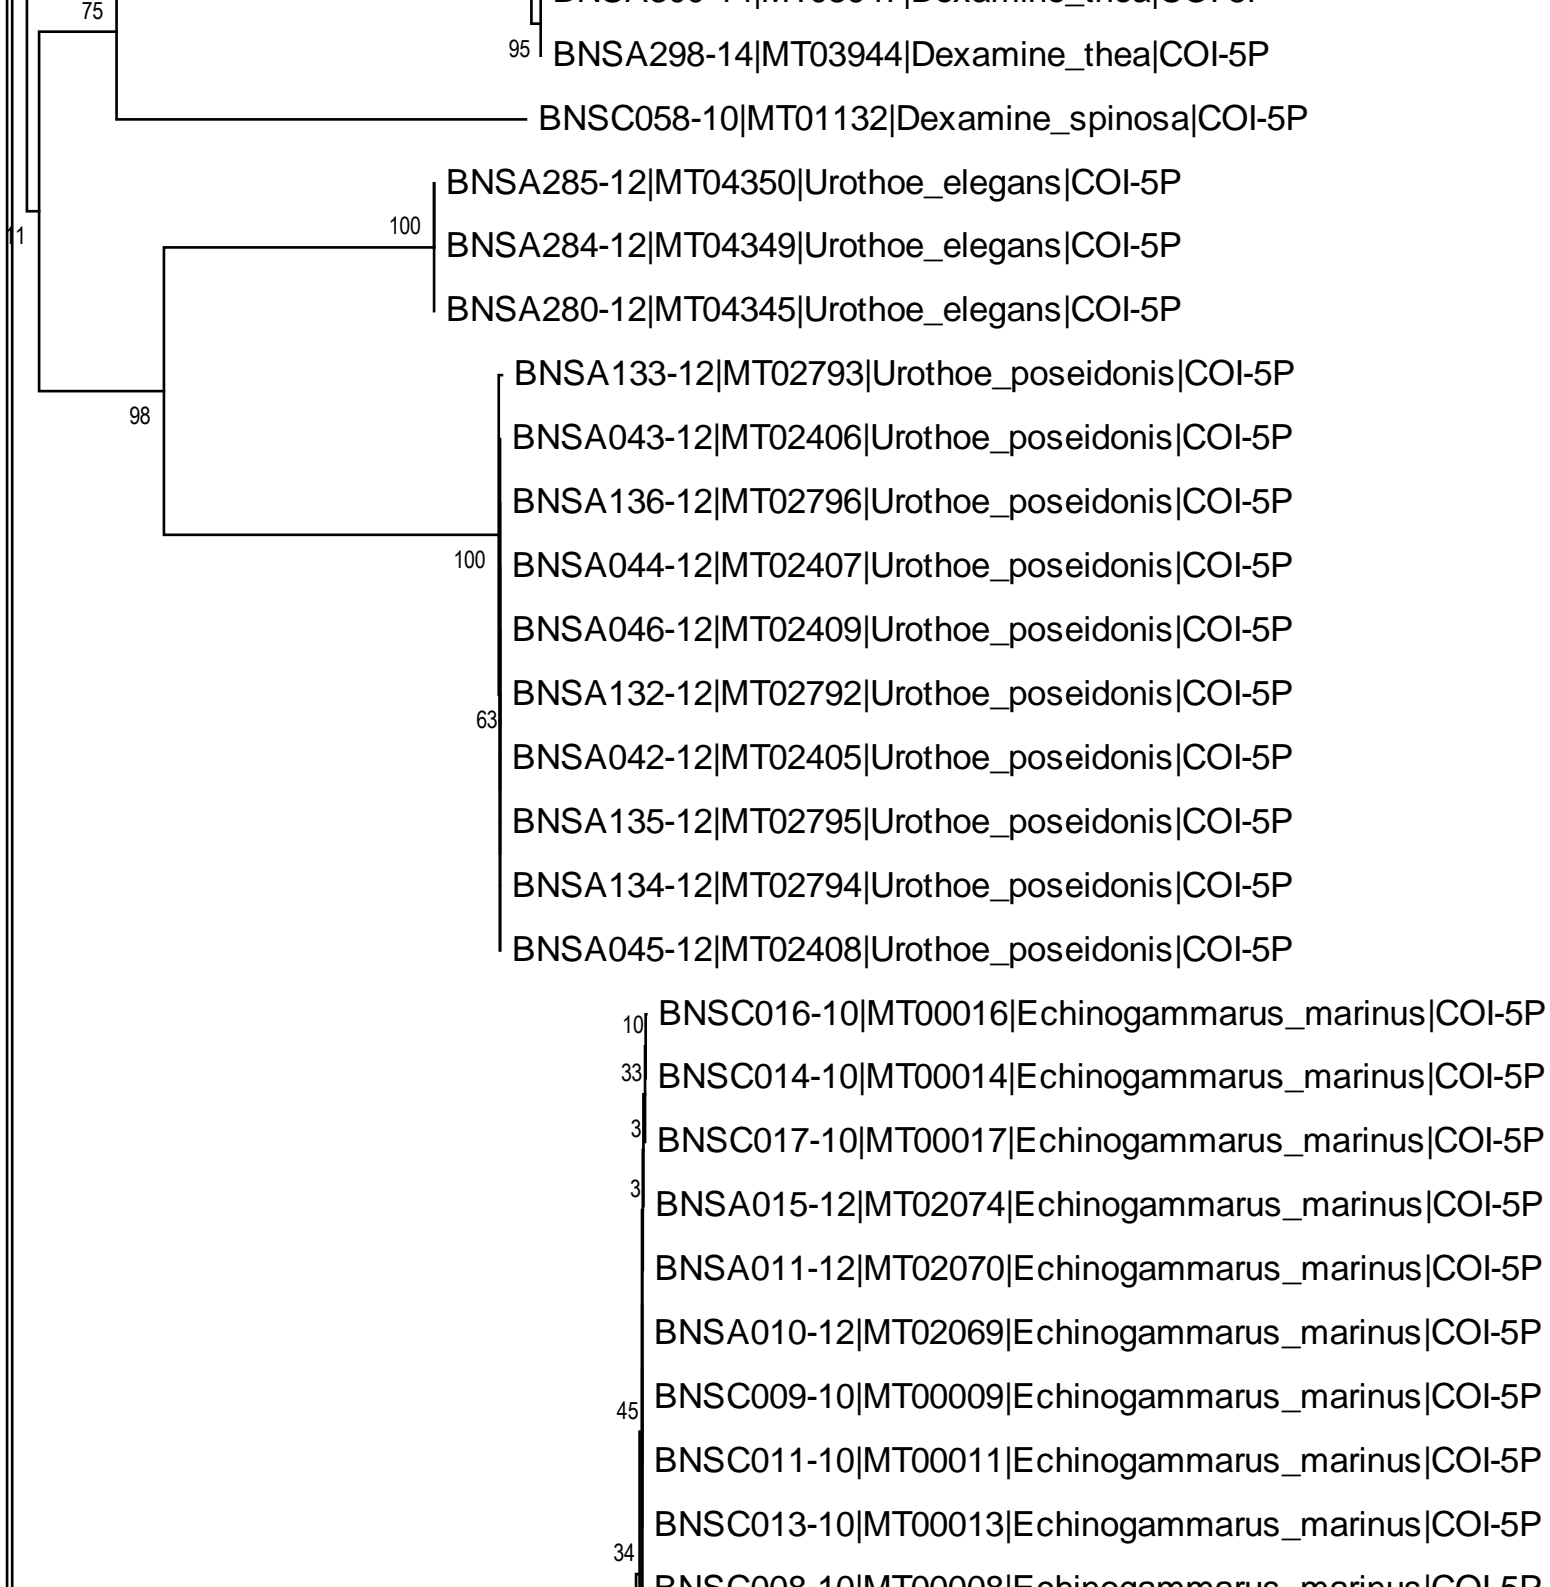 75
95
BNSA298-14|MT03944|Dexamine_thea|COI-5P
BNSC058-10|MT01132|Dexamine_spinosa|COI-5P
BNSA285-12|MT04350|Urothoe_elegans|COI-5P
100
BNSA284-12|MT04349|Urothoe_elegans|COI-5P
11
BNSA280-12|MT04345|Urothoe_elegans|COI-5P
BNSA133-12|MT02793|Urothoe_poseidonis|COI-5P
98
BNSA043-12|MT02406|Urothoe_poseidonis|COI-5P
BNSA136-12|MT02796|Urothoe_poseidonis|COI-5P
100
BNSA044-12|MT02407|Urothoe_poseidonis|COI-5P
BNSA046-12|MT02409|Urothoe_poseidonis|COI-5P
BNSA132-12|MT02792|Urothoe_poseidonis|COI-5P
63
BNSA042-12|MT02405|Urothoe_poseidonis|COI-5P
BNSA135-12|MT02795|Urothoe_poseidonis|COI-5P
BNSA134-12|MT02794|Urothoe_poseidonis|COI-5P
BNSA045-12|MT02408|Urothoe_poseidonis|COI-5P
10
BNSC016-10|MT00016|Echinogammarus_marinus|COI-5P
33
BNSC014-10|MT00014|Echinogammarus_marinus|COI-5P
3
BNSC017-10|MT00017|Echinogammarus_marinus|COI-5P
3
BNSA015-12|MT02074|Echinogammarus_marinus|COI-5P
BNSA011-12|MT02070|Echinogammarus_marinus|COI-5P
BNSA010-12|MT02069|Echinogammarus_marinus|COI-5P
45
BNSC009-10|MT00009|Echinogammarus_marinus|COI-5P
BNSC011-10|MT00011|Echinogammarus_marinus|COI-5P
BNSC013-10|MT00013|Echinogammarus_marinus|COI-5P
34
BNSC008-10|MT00008|Echinogammarus_marinus|COI-5P